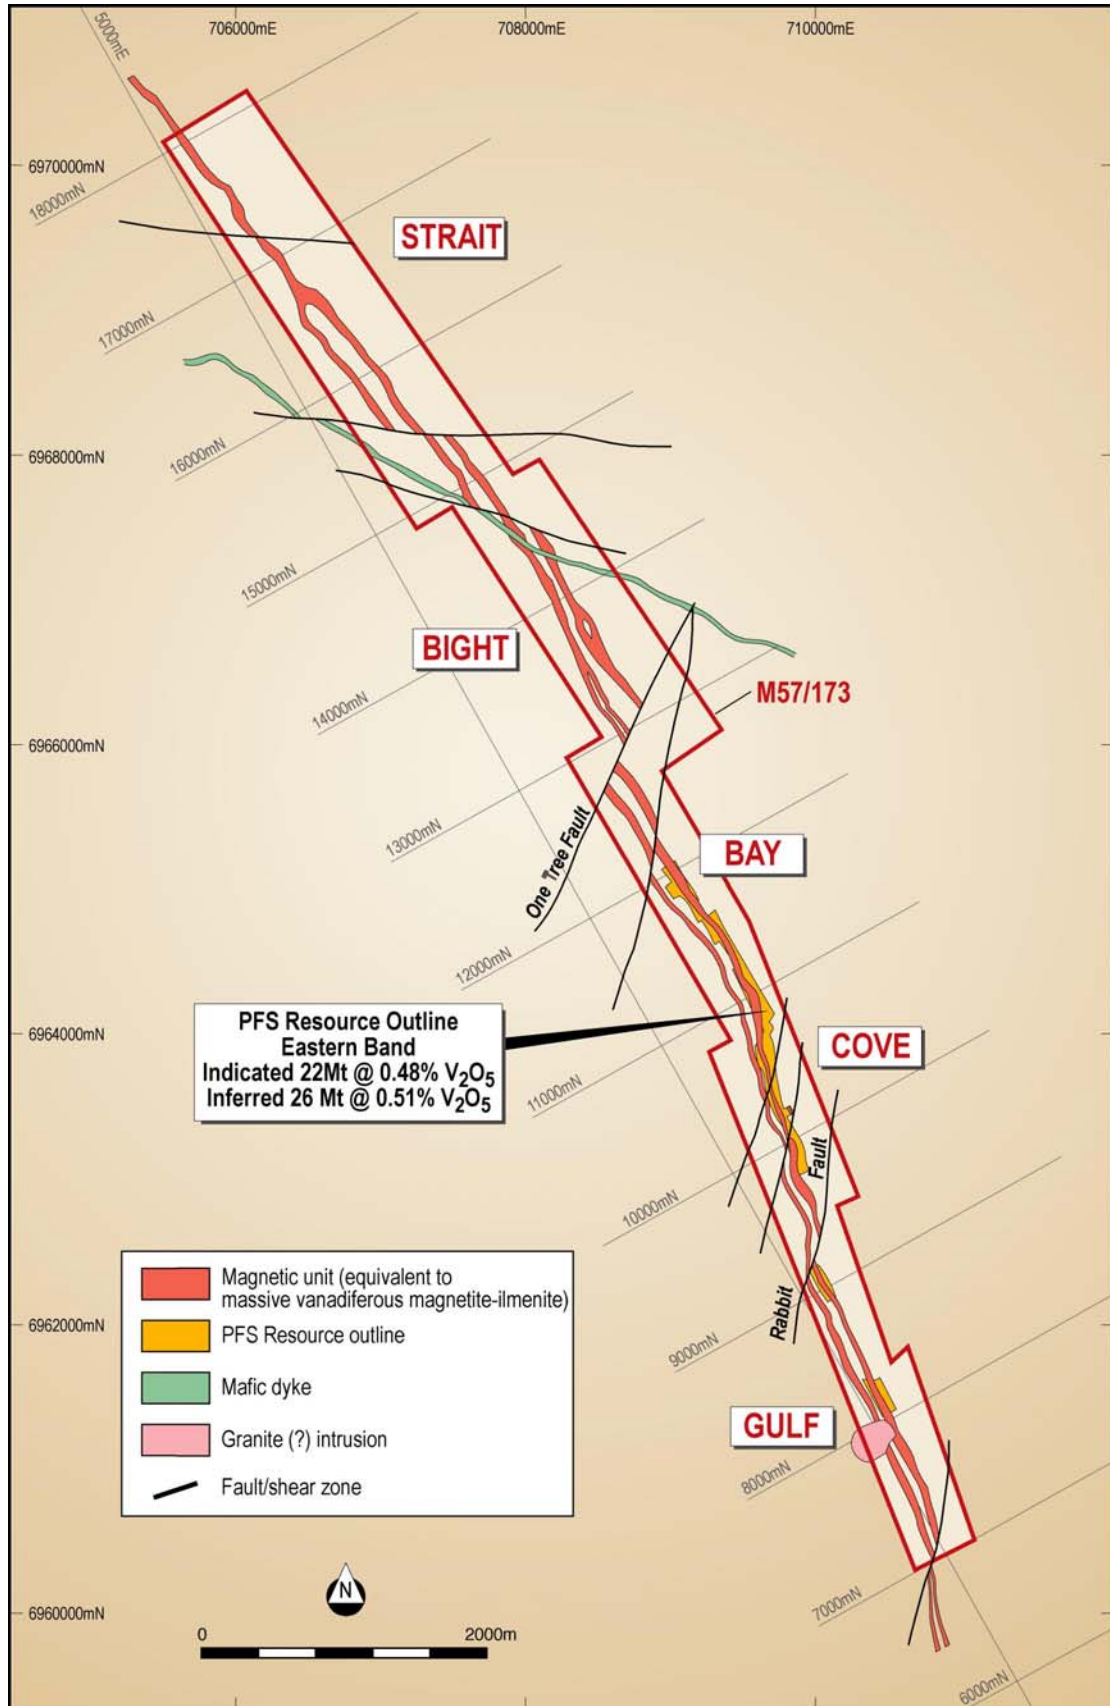 706000mE
708000mE
710000mE
5000mE
6970000mN
18000mN
STRAIT
17000mN
6968000mN
16000mN
15000mN
BIGHT
M57/173
14000mN
6966000mN
13000mN
One Tree Fault
BAY
12000mN
6964000mN
PFS Resource Outline
Eastern Band
Indicated 22Mt @ 0.48% V₂O₅
Inferred 26 Mt @ 0.51% V₂O₅
COVE
11000mN
Rabbit Fault
10000mN
6962000mN
9000mN
GULF
8000mN
Magnetic unit (equivalent to
massive vanadiferous magnetite-ilmenite)
PFS Resource outline
Mafic dyke
Granite (?) intrusion
Fault/shear zone
N
7000mN
6960000mN
0 2000m
6000mN